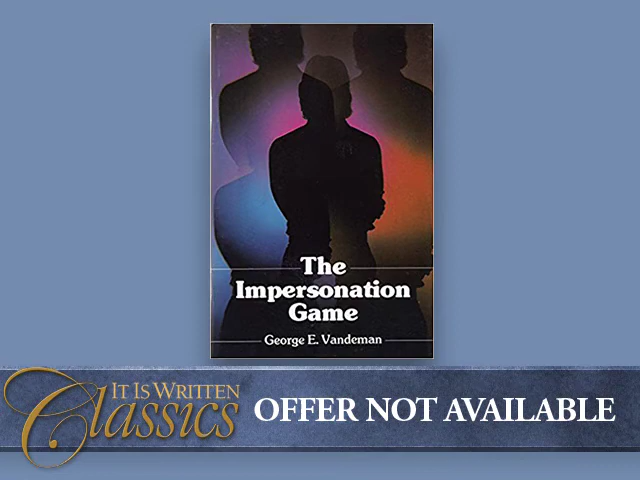 The
Impersonation
Game
George E. Vandeman
It Is Written
Classics
OFFER NOT AVAILABLE